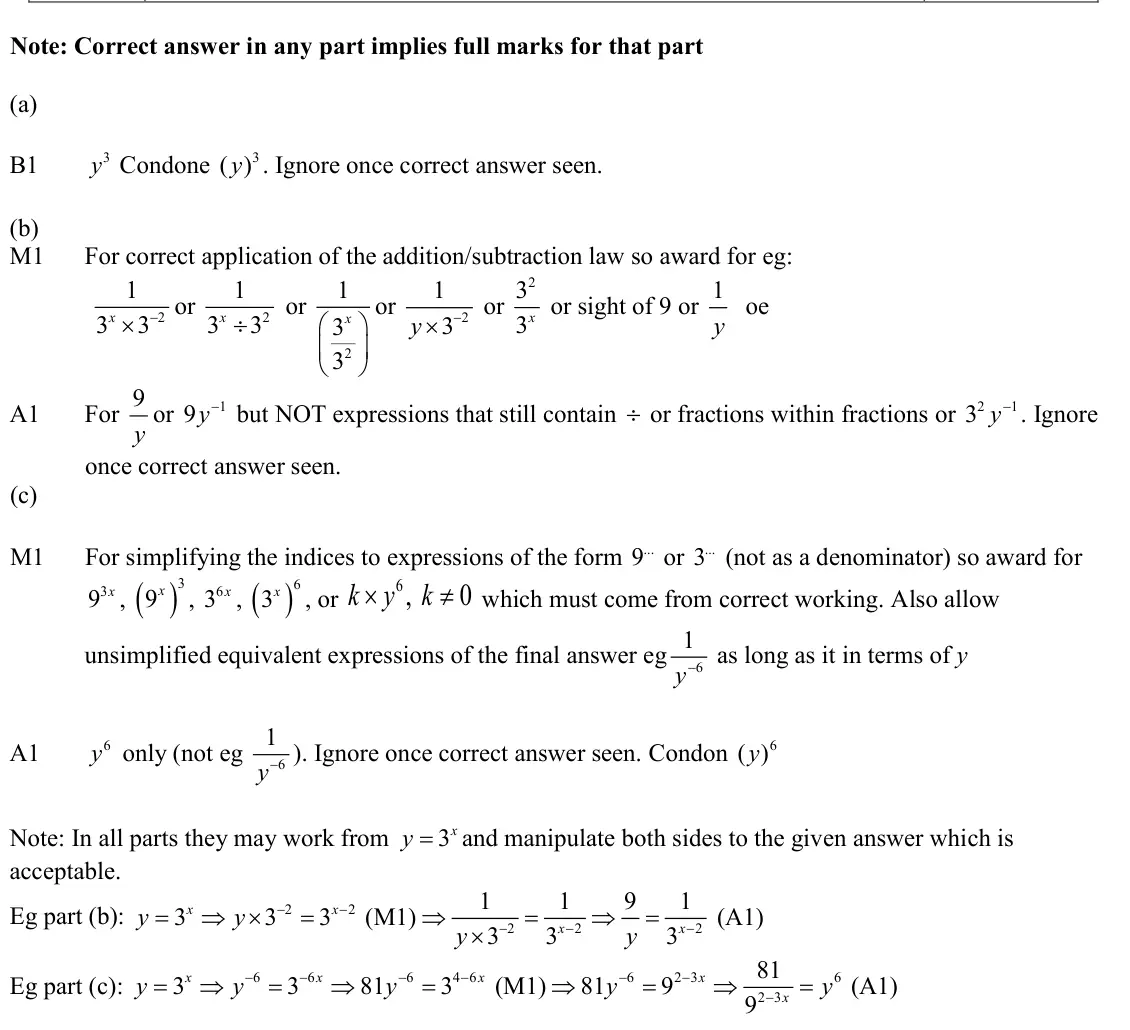 Note: Correct answer in any part implies full marks for that part
(a)
B1 y³ Condone (y)³. Ignore once correct answer seen.
(b)
M1 For correct application of the addition/subtraction law so award for eg:
1/(3ˣ × 3⁻²) or 1/(3ˣ ÷ 3²) or 1/(3ˣ/3²) or 1/(y × 3⁻²) or 3²/3ˣ or sight of 9 or 1/y oe
A1 For 9/y or 9y⁻¹ but NOT expressions that still contain ÷ or fractions within fractions or 3² y⁻¹. Ignore
once correct answer seen.
(c)
M1 For simplifying the indices to expressions of the form 9^… or 3^… (not as a denominator) so award for
9³ˣ, (9ˣ)³, 3⁶ˣ, (3ˣ)⁶, or k × y⁶, k ≠ 0 which must come from correct working. Also allow
unsimplified equivalent expressions of the final answer eg 1/y⁻⁶ as long as it in terms of y
A1 y⁶ only (not eg 1/y⁻⁶). Ignore once correct answer seen. Condon (y)⁶
Note: In all parts they may work from y = 3ˣ and manipulate both sides to the given answer which is
acceptable.
Eg part (b): y = 3ˣ ⇒ y × 3⁻² = 3ˣ⁻² (M1) ⇒ 1/(y × 3⁻²) = 1/3ˣ⁻² ⇒ 9/y = 1/3ˣ⁻² (A1)
Eg part (c): y = 3ˣ ⇒ y⁻⁶ = 3⁻⁶ˣ ⇒ 81y⁻⁶ = 3⁴⁻⁶ˣ (M1) ⇒ 81y⁻⁶ = 9²⁻³ˣ ⇒ 81/9²⁻³ˣ = y⁶ (A1)